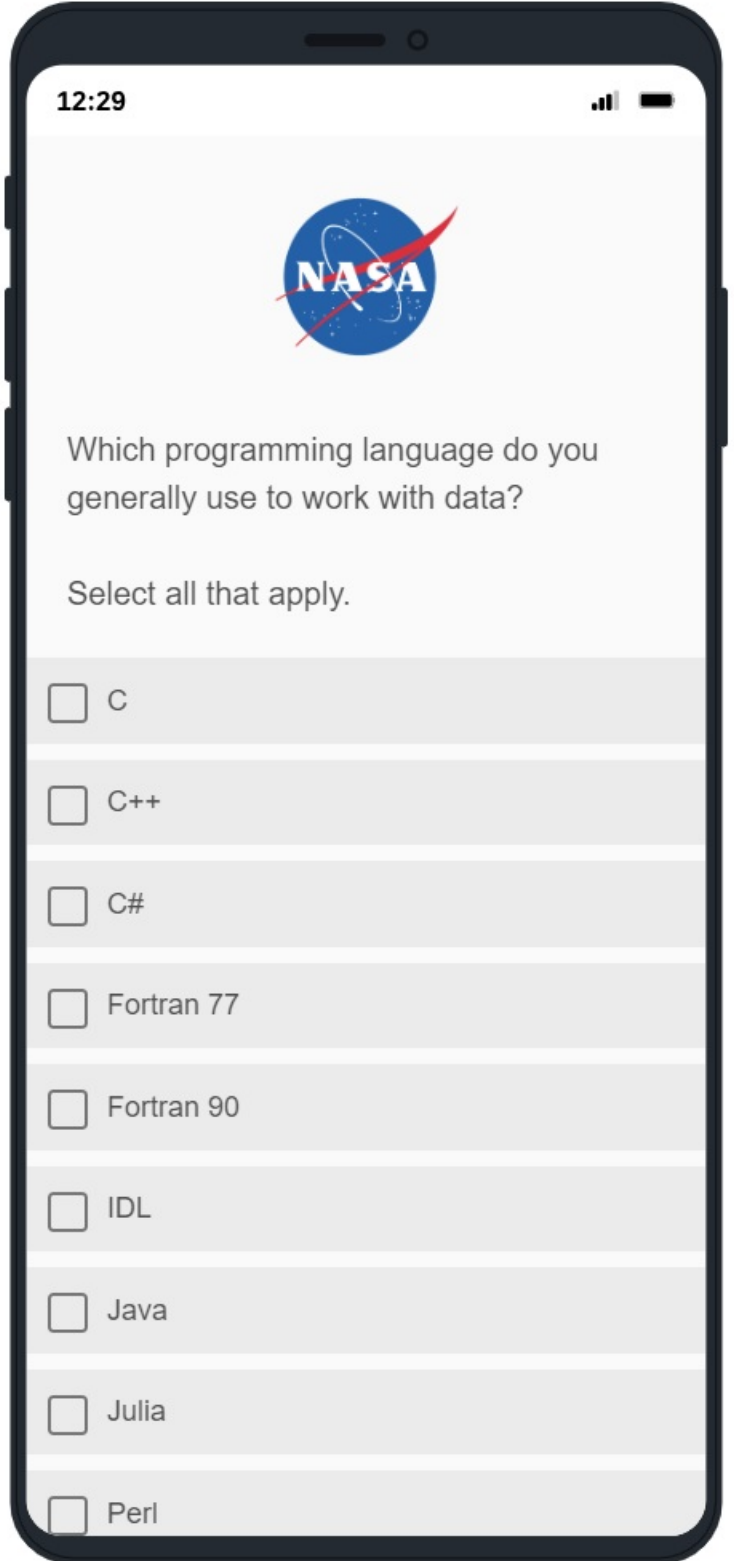 12:29
NASA
Which programming language do you
generally use to work with data?
Select all that apply.
C
C++
C#
Fortran 77
Fortran 90
IDL
Java
Julia
Perl